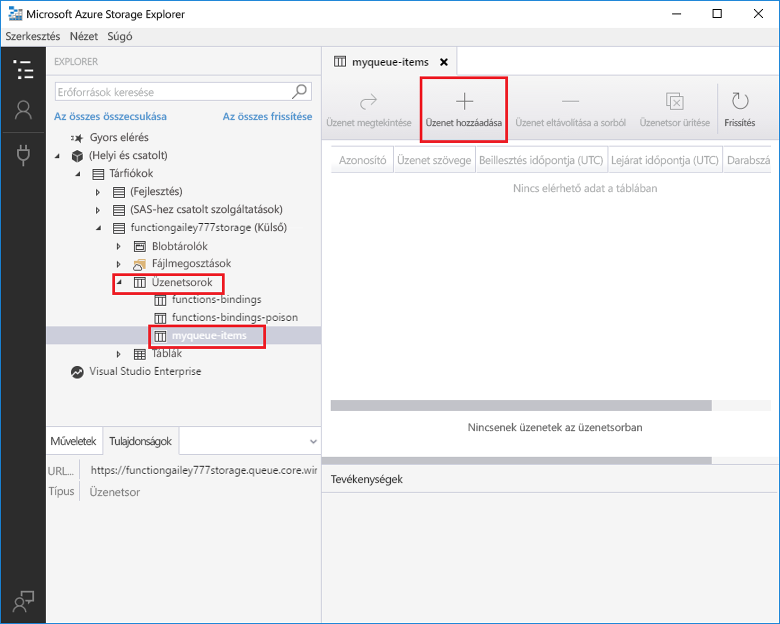 Microsoft Azure Storage Explorer
Szerkesztés Nézet Súgó
EXPLORER
Erőforrások keresése
Az összes összecsukása Az összes frissítése
Gyors elérés
(Helyi és csatolt)
Tárfiókok
(Fejlesztés)
(SAS-hez csatolt szolgáltatások)
functiongailey777storage (Külső)
Blobtárolók
Fájlmegosztások
Üzenetsorok
functions-bindings
functions-bindings-poison
myqueue-items
Táblák
Visual Studio Enterprise
Műveletek Tulajdonságok
URL... https://functiongailey777storage.queue.core.wir
Típus Üzenetsor
myqueue-items
Üzenet megtekintése Üzenet hozzáadása Üzenet eltávolítása a sorból Üzenetsor ürítése Frissítés
Azonosító Üzenet szövege Beillesztés időpontja (UTC) Lejárat időpontja (UTC) Darabszá
Nincs elérhető adat a táblában
Nincsenek üzenetek az üzenetsorban
Tevékenységek